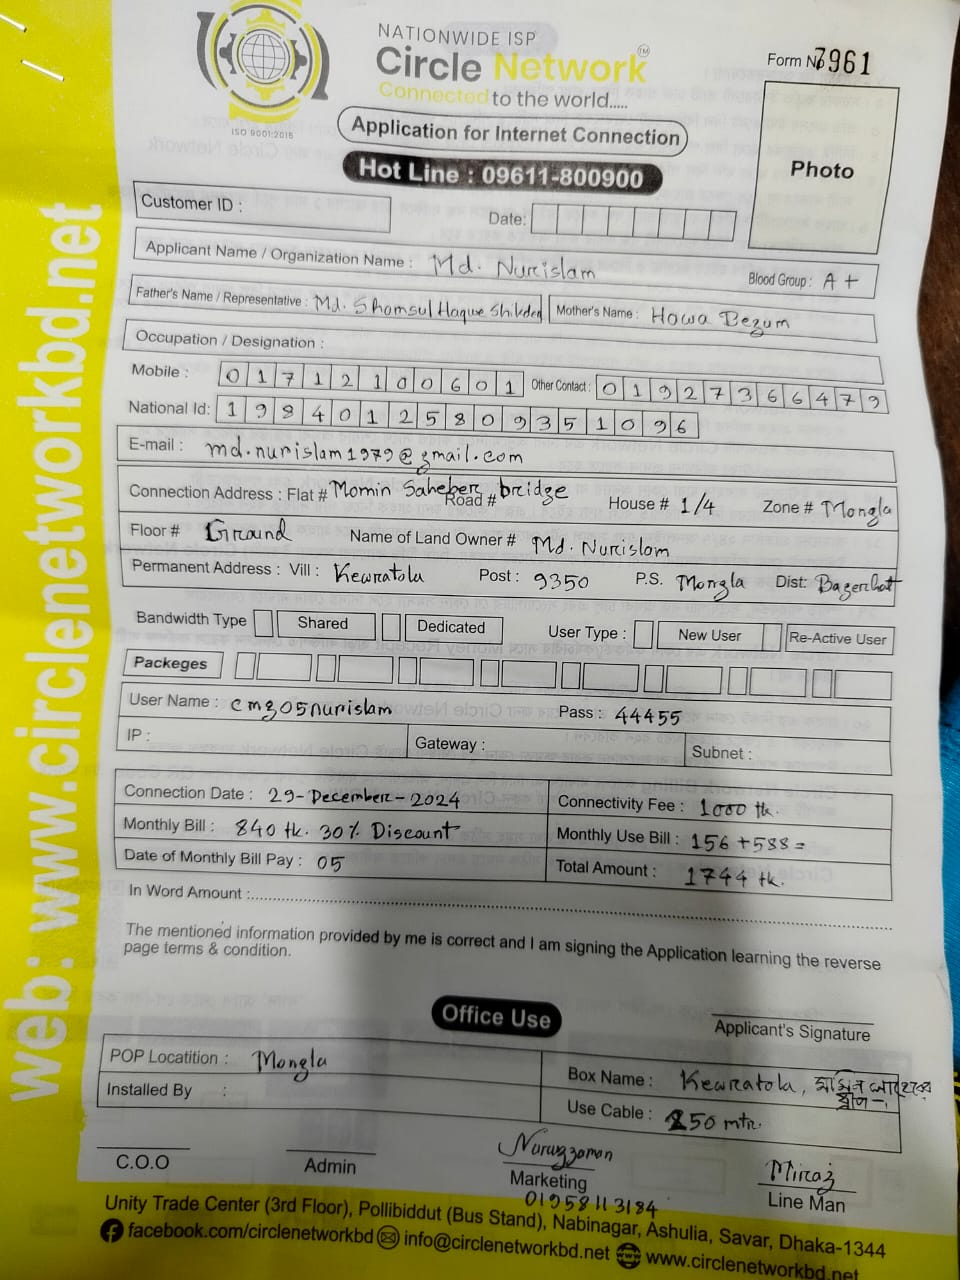 NATIONWIDE ISP
Circle Network TM
Connected to the world.....
ISO 9001:2015
Form No 7961
Application for Internet Connection
Hot Line : 09611-800900
Photo
Customer ID :
Date:
Applicant Name / Organization Name : Md. Nurislam Blood Group : A+
Father's Name / Representative : Md. Shamsul Haque Shikder Mother's Name : Hawa Begum
Occupation / Designation :
Mobile : 01712100601 Other Contact : 01927366479
National Id: 19840125809351096
E-mail : md.nurislam1979@gmail.com
Connection Address : Flat # Momin Saheber bridge Road # House # 1/4 Zone # Mongla
Floor # Ground Name of Land Owner # Md. Nurislam
Permanent Address : Vill : Kewratola Post : 9350 P.S. Mongla Dist: Bagerhat
Bandwidth Type Shared Dedicated User Type : New User Re-Active User
Packeges
User Name : cmg05nurislam Pass : 44455
IP : Gateway : Subnet :
Connection Date : 29-December-2024 Connectivity Fee : 1000 tk.
Monthly Bill : 840 tk. 30% Discount Monthly Use Bill : 156+588=
Date of Monthly Bill Pay : 05 Total Amount : 1744 tk.
In Word Amount :
The mentioned information provided by me is correct and I am signing the Application learning the reverse
page terms & condition.
Applicant's Signature
Office Use
POP Locatition : Mongla Box Name : Kewratola,
Installed By : Use Cable : 250 mtr.
Nuruzzaman Miraj
C.O.O Admin Marketing Line Man
01958113184
Unity Trade Center (3rd Floor), Pollibiddut (Bus Stand), Nabinagar, Ashulia, Savar, Dhaka-1344
facebook.com/circlenetworkbd info@circlenetworkbd.net www.circlenetworkbd.net
web: www.circlenetworkbd.net